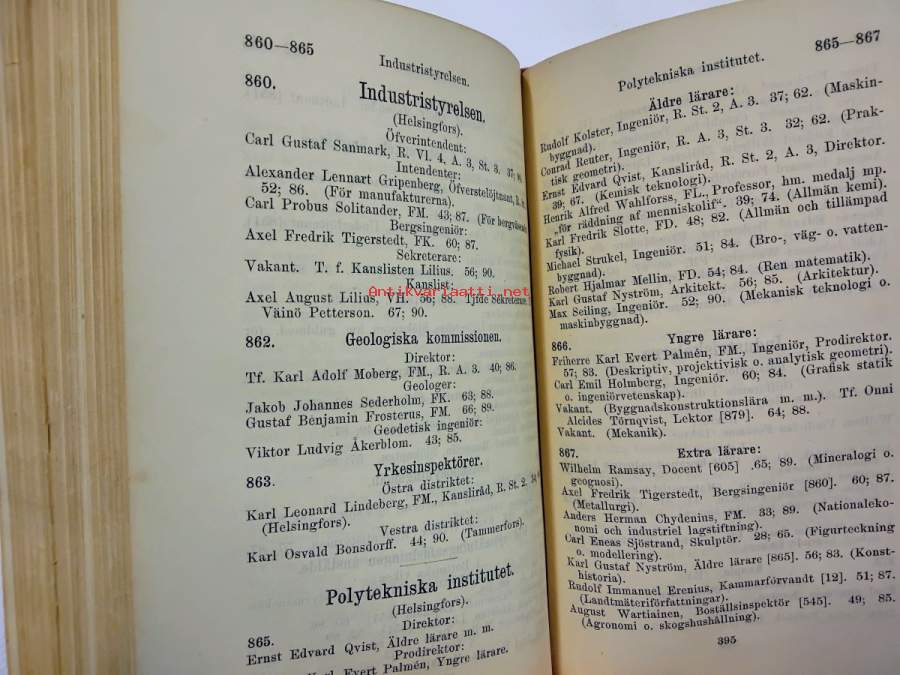 860—865
Industristyrelsen.
860.
Industristyrelsen.
(Helsingfors).
Öfverintendent:
Carl Gustaf Sanmark, R. Vl. 4, A. 3, St. 3. 37;
Intendenter:
Alexander Lennart Gripenberg, Öfverstelöjtnant,
52; 86. (För manufakturerna).
Carl Probus Solitander, FM. 43; 87. (För bergväsendet
Bergsingeniör:
Axel Fredrik Tigerstedt, FK. 60; 87.
Sekreterare:
Vakant. T. f. Kanslisten Lilius. 56; 90.
Kanslist:
Axel August Lilius, VH. 56; 88. Tjfde Sekreterare.
Väinö Petterson. 67; 90.
Antikvariaatti.net
862.
Geologiska kommissionen.
Direktor:
Tf. Karl Adolf Moberg, FM., R. A. 3. 40; 86.
Geologer:
Jakob Johannes Sederholm, FK. 63; 88.
Gustaf Benjamin Frosterus, FM. 66; 89.
Geodetisk ingeniör:
Viktor Ludvig Åkerblom. 43; 85.
863.
Yrkesinspektörer.
Östra distriktet:
Karl Leonard Lindeberg, FM., Kansliråd, R. St. 2.
(Helsingfors).
Vestra distriktet:
Karl Osvald Bonsdorff. 44; 90. (Tammerfors).
Polytekniska institutet.
(Helsingfors).
Direktor:
865.
Ernst Edvard Qvist, Äldre lärare m. m.
Prodirektor:
Evert Palmén, Yngre lärare.
Polytekniska institutet.
865—867
Äldre lärare:
Rudolf Kolster, Ingeniör, R. St. 2, A. 3. 37; 62. (Maskin-
byggnad).
Conrad Reuter, Ingeniör, R. A. 3, St. 3. 32; 62. (Prak-
tisk geometri).
Ernst Edvard Qvist, Kansliråd, R. St. 2, A. 3, Direktor.
39; 67. (Kemisk teknologi).
Henrik Alfred Wahlforss, FL., Professor, hm. medalj mp.
„för räddning af menniskolif“. 39; 74. (Allmän kemi).
Karl Fredrik Slotte, FD. 48; 82. (Allmän och tillämpad
fysik).
Michael Strukel, Ingeniör. 51; 84. (Bro-, väg- o. vatten-
byggnad).
Robert Hjalmar Mellin, FD. 54; 84. (Ren matematik).
Karl Gustaf Nyström, Arkitekt. 56; 85. (Arkitektur).
Max Seiling, Ingeniör. 52; 90. (Mekanisk teknologi o.
maskinbyggnad).
866.
Yngre lärare:
Friherre Karl Evert Palmén, FM., Ingeniör, Prodirektor.
57; 83. (Deskriptiv, projektivisk o. analytisk geometri).
Carl Emil Holmberg, Ingeniör. 60; 84. (Grafisk statik
o. ingeniörvetenskap).
Vakant. (Byggnadskonstruktionslära m. m.). Tf. Onni
Alcides Törnqvist, Lektor [879]. 64; 88.
Vakant. (Mekanik).
867.
Extra lärare:
Wilhelm Ramsay, Docent [605] .65; 89. (Mineralogi o.
geognosi).
Axel Fredrik Tigerstedt, Bergsingeniör [860]. 60; 87.
(Metallurgi).
Anders Herman Chydenius, FM. 33; 89. (Nationaleko-
nomi och industriel lagstiftning).
Carl Eneas Sjöstrand, Skulptör. 28; 65. (Figurteckning
o. modellering).
Karl Gustaf Nyström, Äldre lärare [865]. 56; 83. (Konst-
historia).
Rudolf Immanuel Erenius, Kammarförvandt [12]. 51; 87.
(Landtmäteriförfattningar).
August Wartiainen, Boställsinspektör [545]. 49; 85.
(Agronomi o. skogshushållning).
395